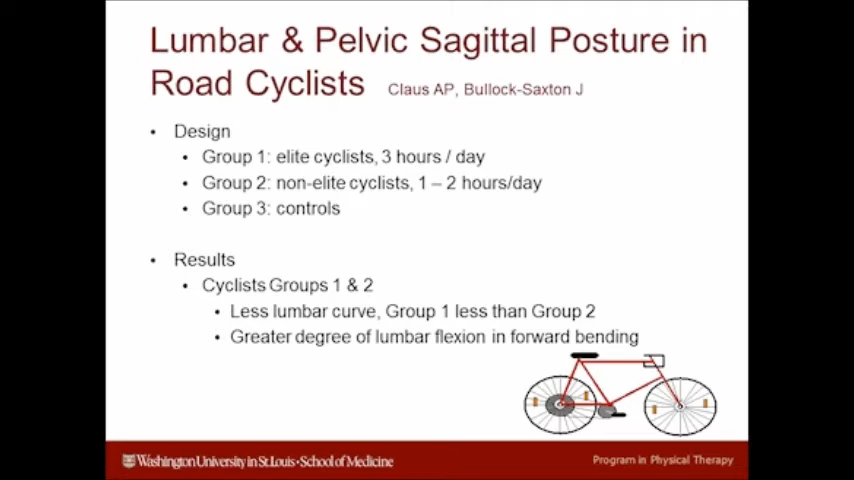 Lumbar & Pelvic Sagittal Posture in
Road Cyclists Claus AP, Bullock-Saxton J
• Design
• Group 1: elite cyclists, 3 hours / day
• Group 2: non-elite cyclists, 1 – 2 hours/day
• Group 3: controls
• Results
• Cyclists Groups 1 & 2
• Less lumbar curve, Group 1 less than Group 2
• Greater degree of lumbar flexion in forward bending
Washington University in St. Louis • School of Medicine
Program in Physical Therapy